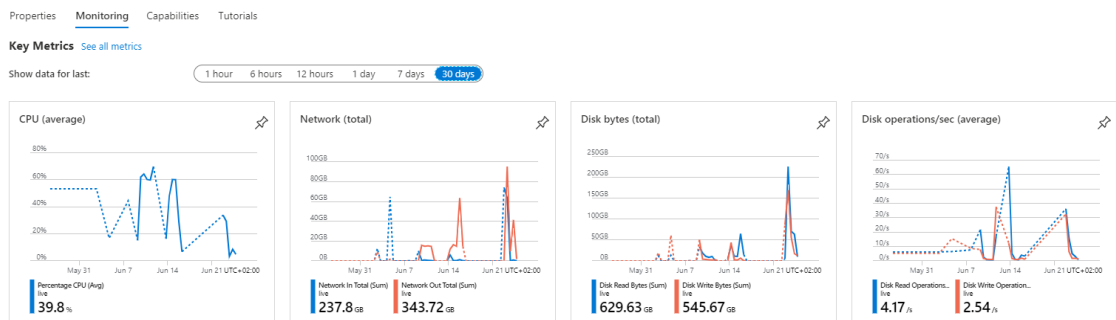 Properties Monitoring Capabilities Tutorials
Key Metrics See all metrics
Show data for last: 1 hour 6 hours 12 hours 1 day 7 days 30 days
CPU (average)
80%
60%
40%
20%
0%
May 31 Jun 7 Jun 14 Jun 21 UTC+02:00
Percentage CPU (Avg)
live
39.8 %
Network (total)
100GB
80GB
60GB
40GB
20GB
0B
May 31 Jun 7 Jun 14 Jun 21 UTC+02:00
Network In Total (Sum)
live
237.8 GB
Network Out Total (Sum)
live
343.72 GB
Disk bytes (total)
250GB
200GB
150GB
100GB
50GB
0B
May 31 Jun 7 Jun 14 Jun 21 UTC+02:00
Disk Read Bytes (Sum)
live
629.63 GB
Disk Write Bytes (Sum)
live
545.67 GB
Disk operations/sec (average)
70/s
60/s
50/s
40/s
30/s
20/s
10/s
0/s
May 31 Jun 7 Jun 14 Jun 21 UTC+02:00
Disk Read Operations...
live
4.17 /s
Disk Write Operation...
live
2.54 /s